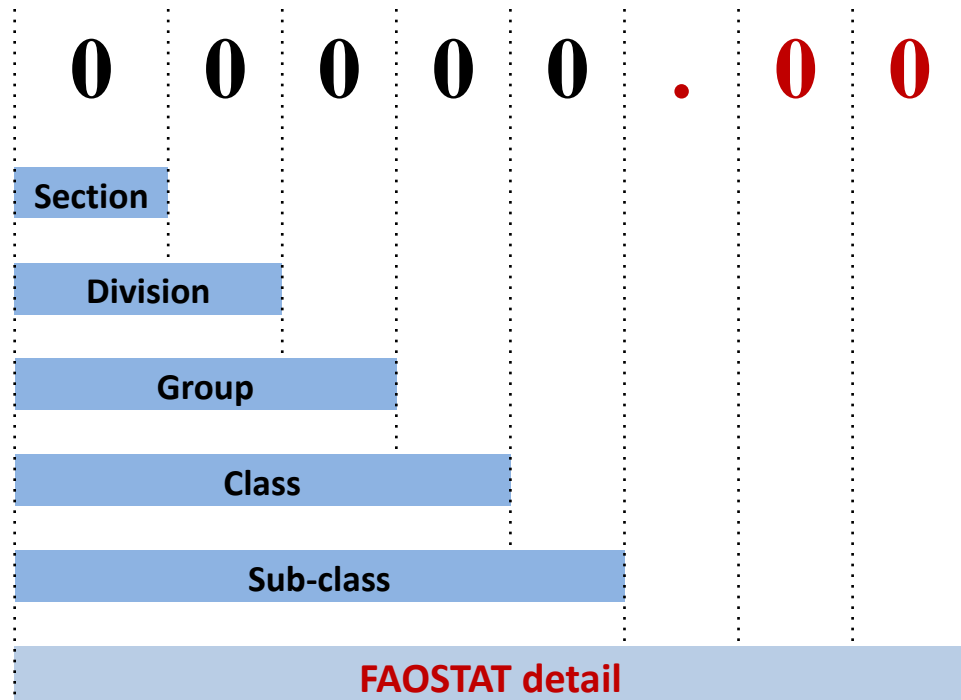 0 0 0 0 0 . 0 0
Section
Division
Group
Class
Sub-class
FAOSTAT detail